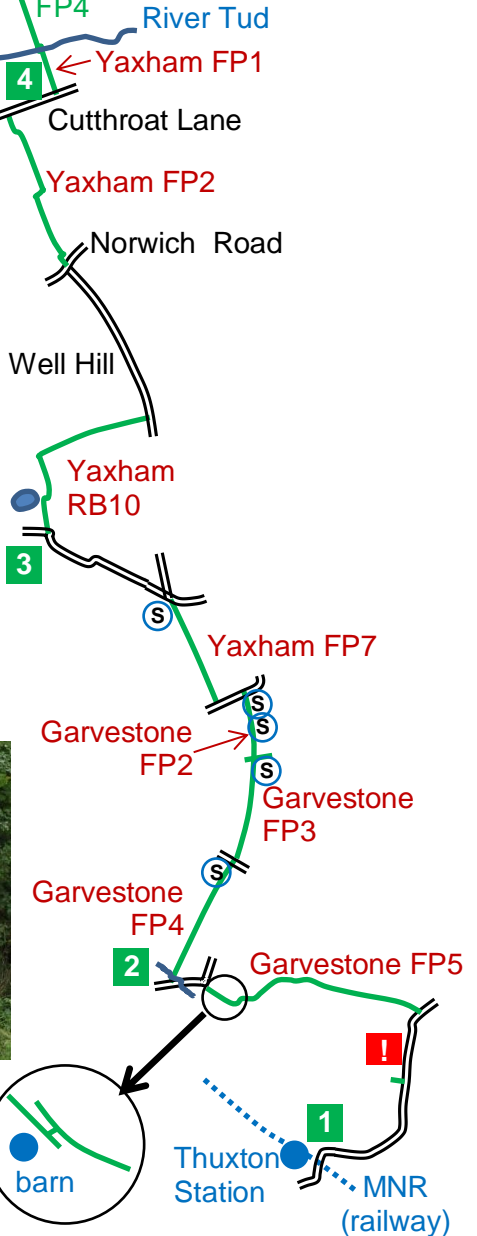 FP4
River Tud
4
Yaxham FP1
Cutthroat Lane
Yaxham FP2
Norwich Road
Well Hill
Yaxham
RB10
3
S
Yaxham FP7
S
S
Garvestone
FP2
S
Garvestone
FP3
S
Garvestone
FP4
2
Garvestone FP5
!
1
Thuxton
Station
MNR
(railway)
barn